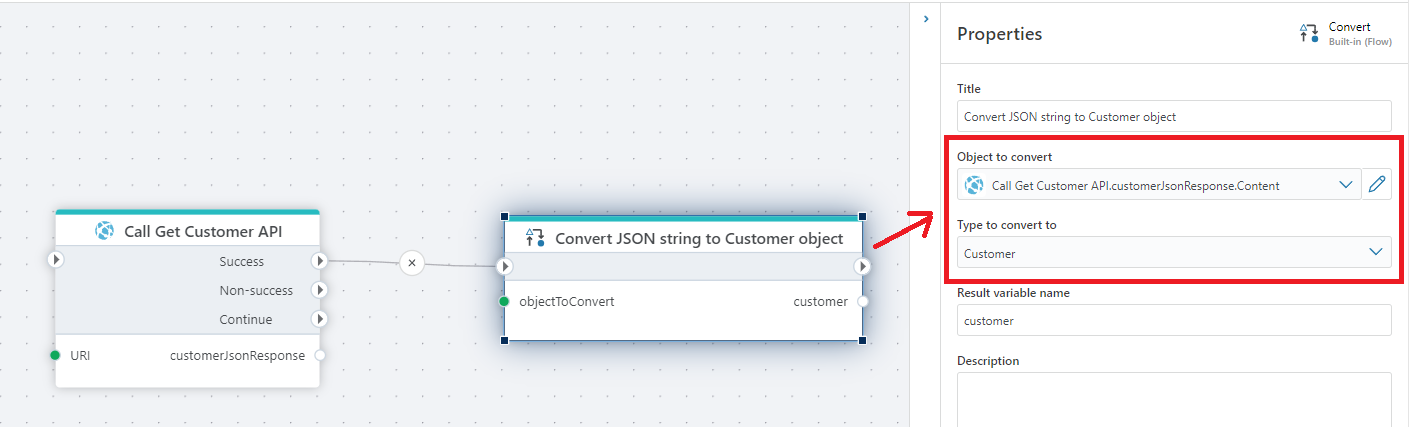 Properties
Convert
Built-in (Flow)
Title
Convert JSON string to Customer object
Object to convert
Call Get Customer API.customerJsonResponse.Content
Type to convert to
Customer
Result variable name
customer
Description
Call Get Customer API
Success
Non-success
Continue
URI customerJsonResponse
Convert JSON string to Customer object
objectToConvert customer